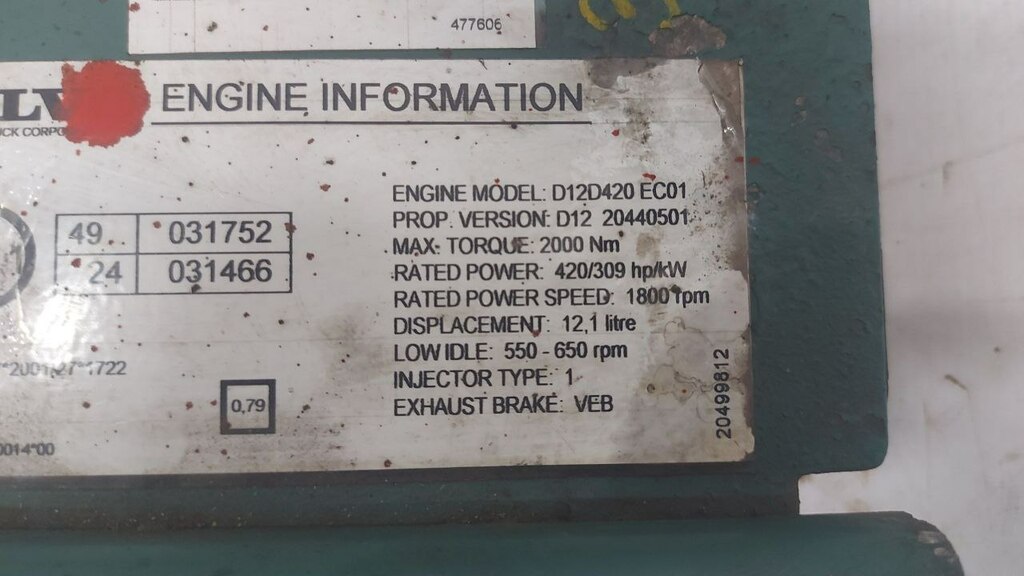 477606
ENGINE INFORMATION
49 031752
24 031466
ENGINE MODEL: D12D420 EC01
PROP. VERSION: D12 20440501
MAX. TORQUE: 2000 Nm
RATED POWER: 420/309 hp/kW
RATED POWER SPEED: 1800 rpm
DISPLACEMENT: 12,1 litre
LOW IDLE: 550 - 650 rpm
INJECTOR TYPE: 1
EXHAUST BRAKE: VEB
0,79
0014*00
20499812